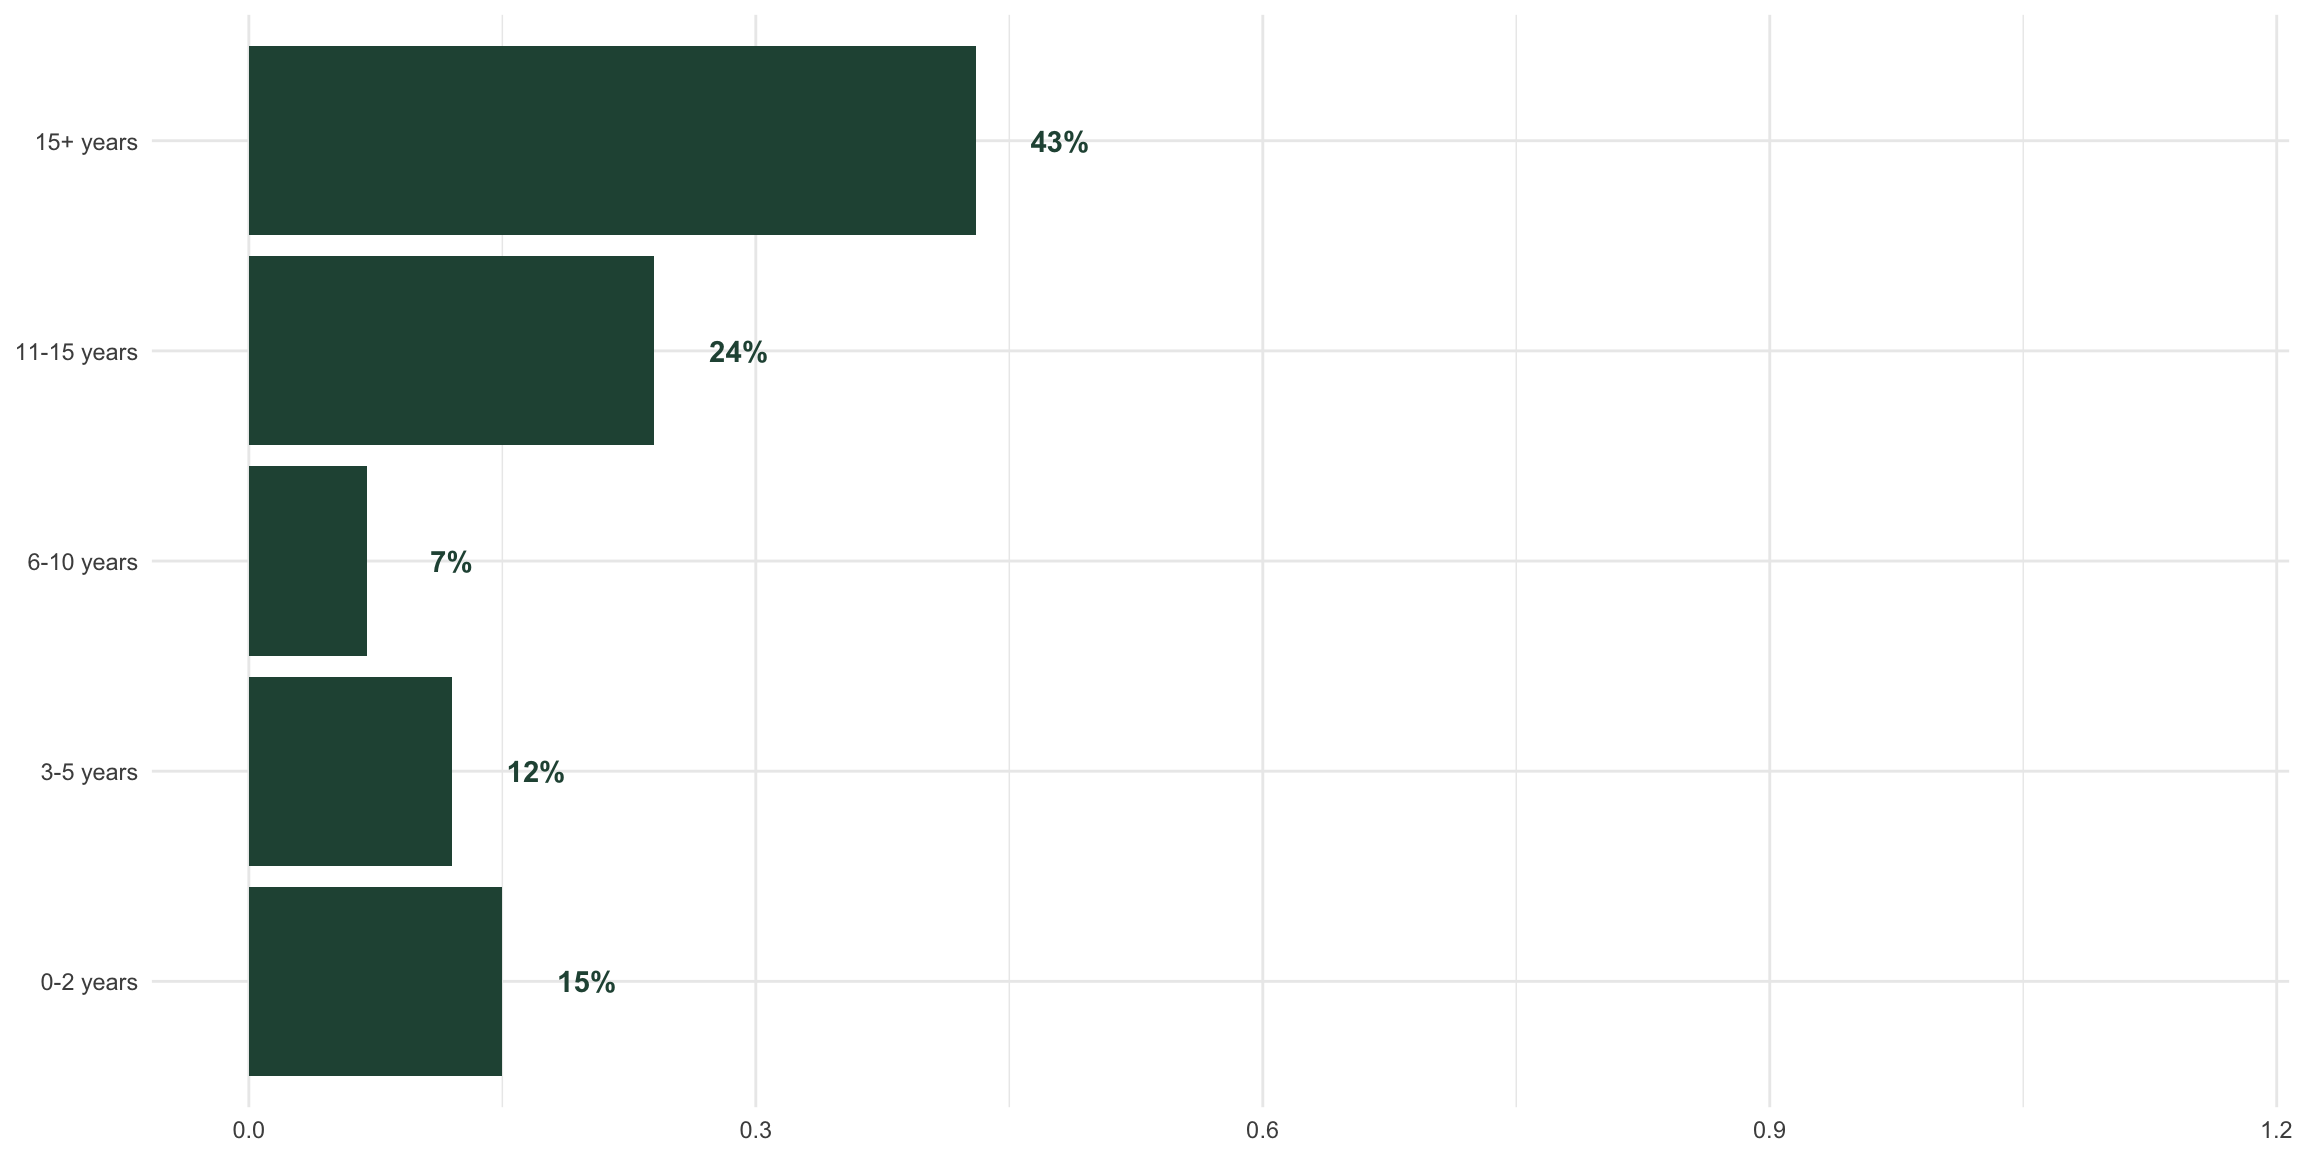 15+ years 43%
11-15 years 24%
6-10 years 7%
3-5 years 12%
0-2 years 15%
0.0 0.3 0.6 0.9 1.2